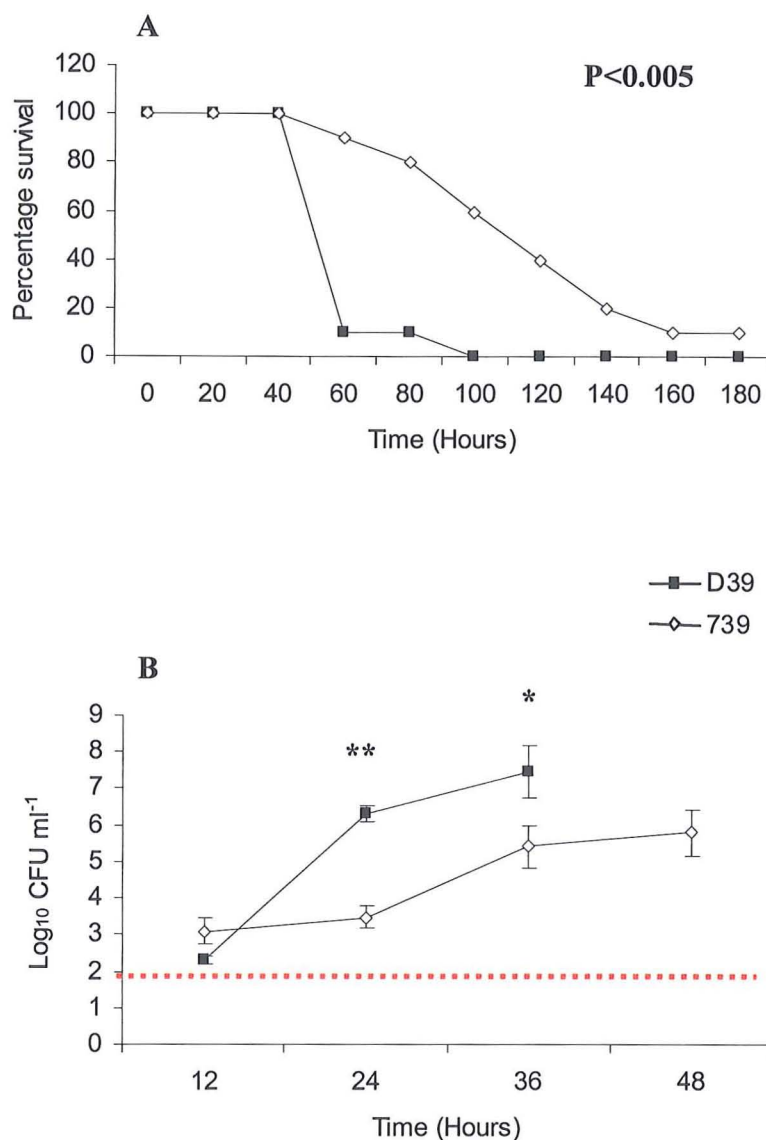 A
P<0.005
Percentage survival
120
100
80
60
40
20
0
0 20 40 60 80 100 120 140 160 180
Time (Hours)
D39
739
B
**
*
Log₁₀ CFU ml⁻¹
9
8
7
6
5
4
3
2
1
0
12 24 36 48
Time (Hours)